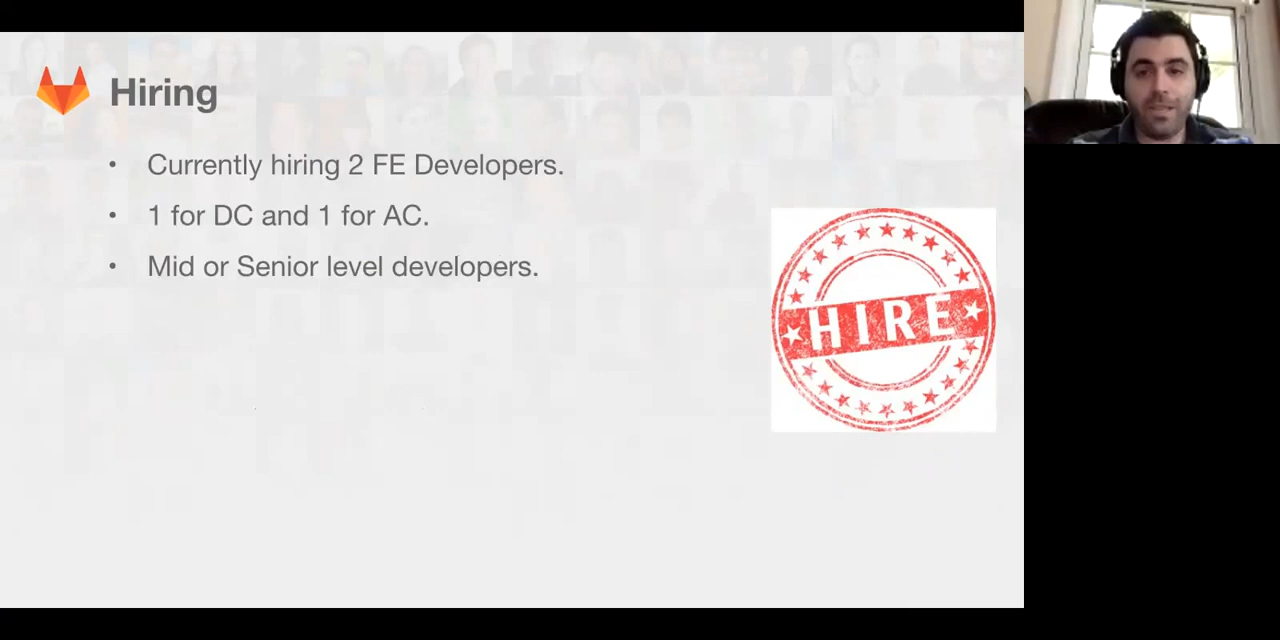 Hiring
• Currently hiring 2 FE Developers.
• 1 for DC and 1 for AC.
• Mid or Senior level developers.
HIRE